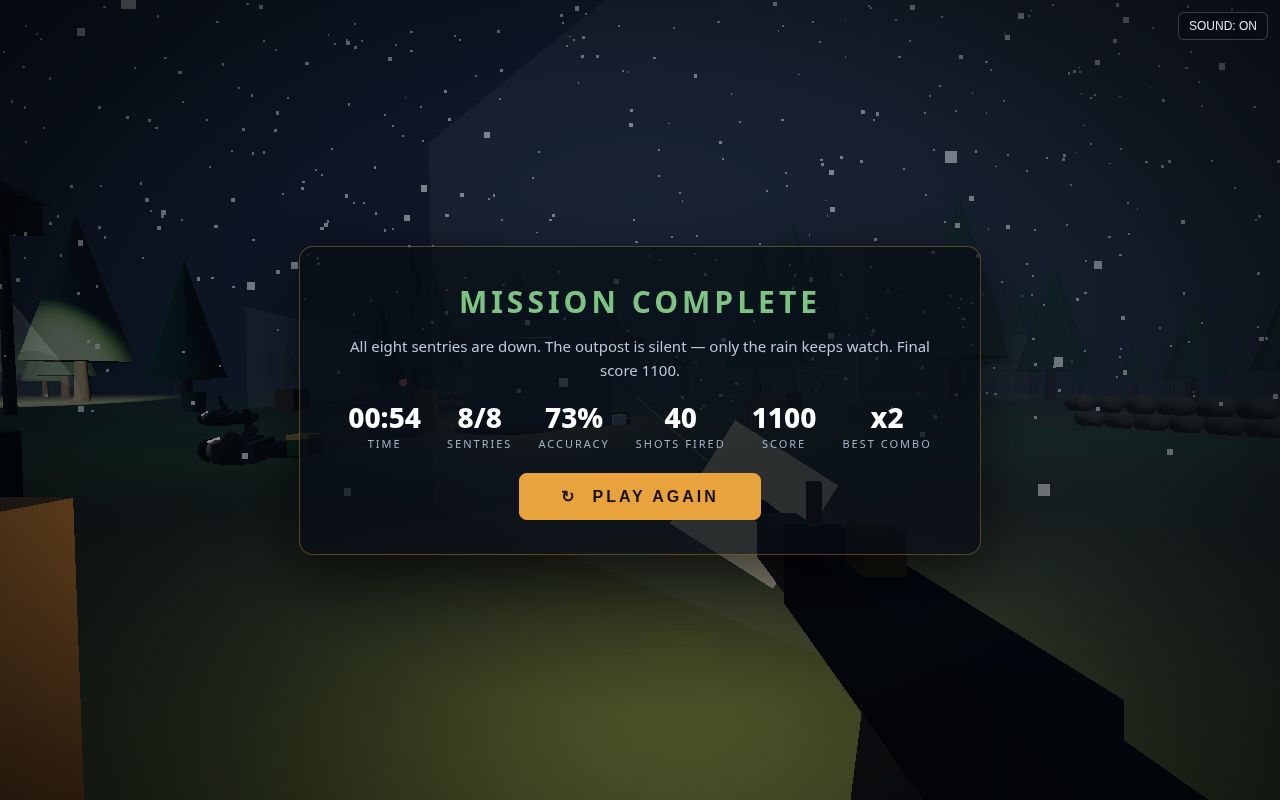 SOUND: ON
MISSION COMPLETE
All eight sentries are down. The outpost is silent — only the rain keeps watch. Final
score 1100.
00:54 8/8 73% 40 1100 x2
TIME SENTRIES ACCURACY SHOTS FIRED SCORE BEST COMBO
↻ PLAY AGAIN